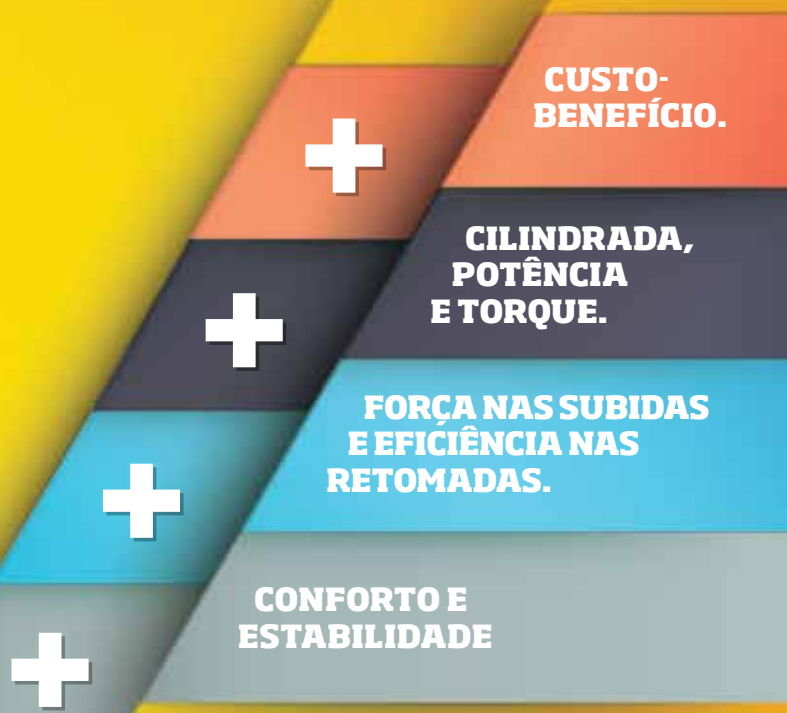 +
CUSTO-
BENEFÍCIO.
+
CILINDRADA,
POTÊNCIA
E TORQUE.
+
FORÇA NAS SUBIDAS
E EFICIÊNCIA NAS
RETOMADAS.
+
CONFORTO E
ESTABILIDADE